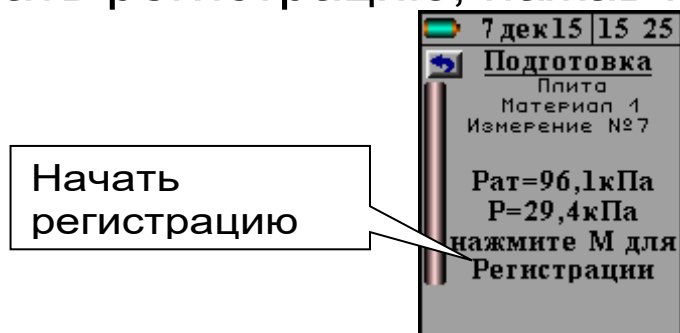 регистрацию,
7 дек15 15 25
Подготовка
Плита
Материал 1
Измерение №7
Начать
регистрацию
Рат=96,1кПа
Р=29,4кПа
нажмите М для
Регистрации